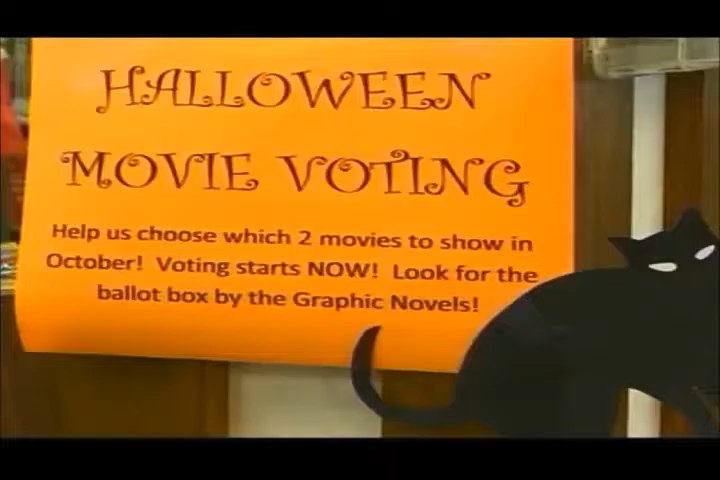 HALLOWEEN
MOVIE VOTING
Help us choose which 2 movies to show in
October! Voting starts NOW! Look for the
ballot box by the Graphic Novels!